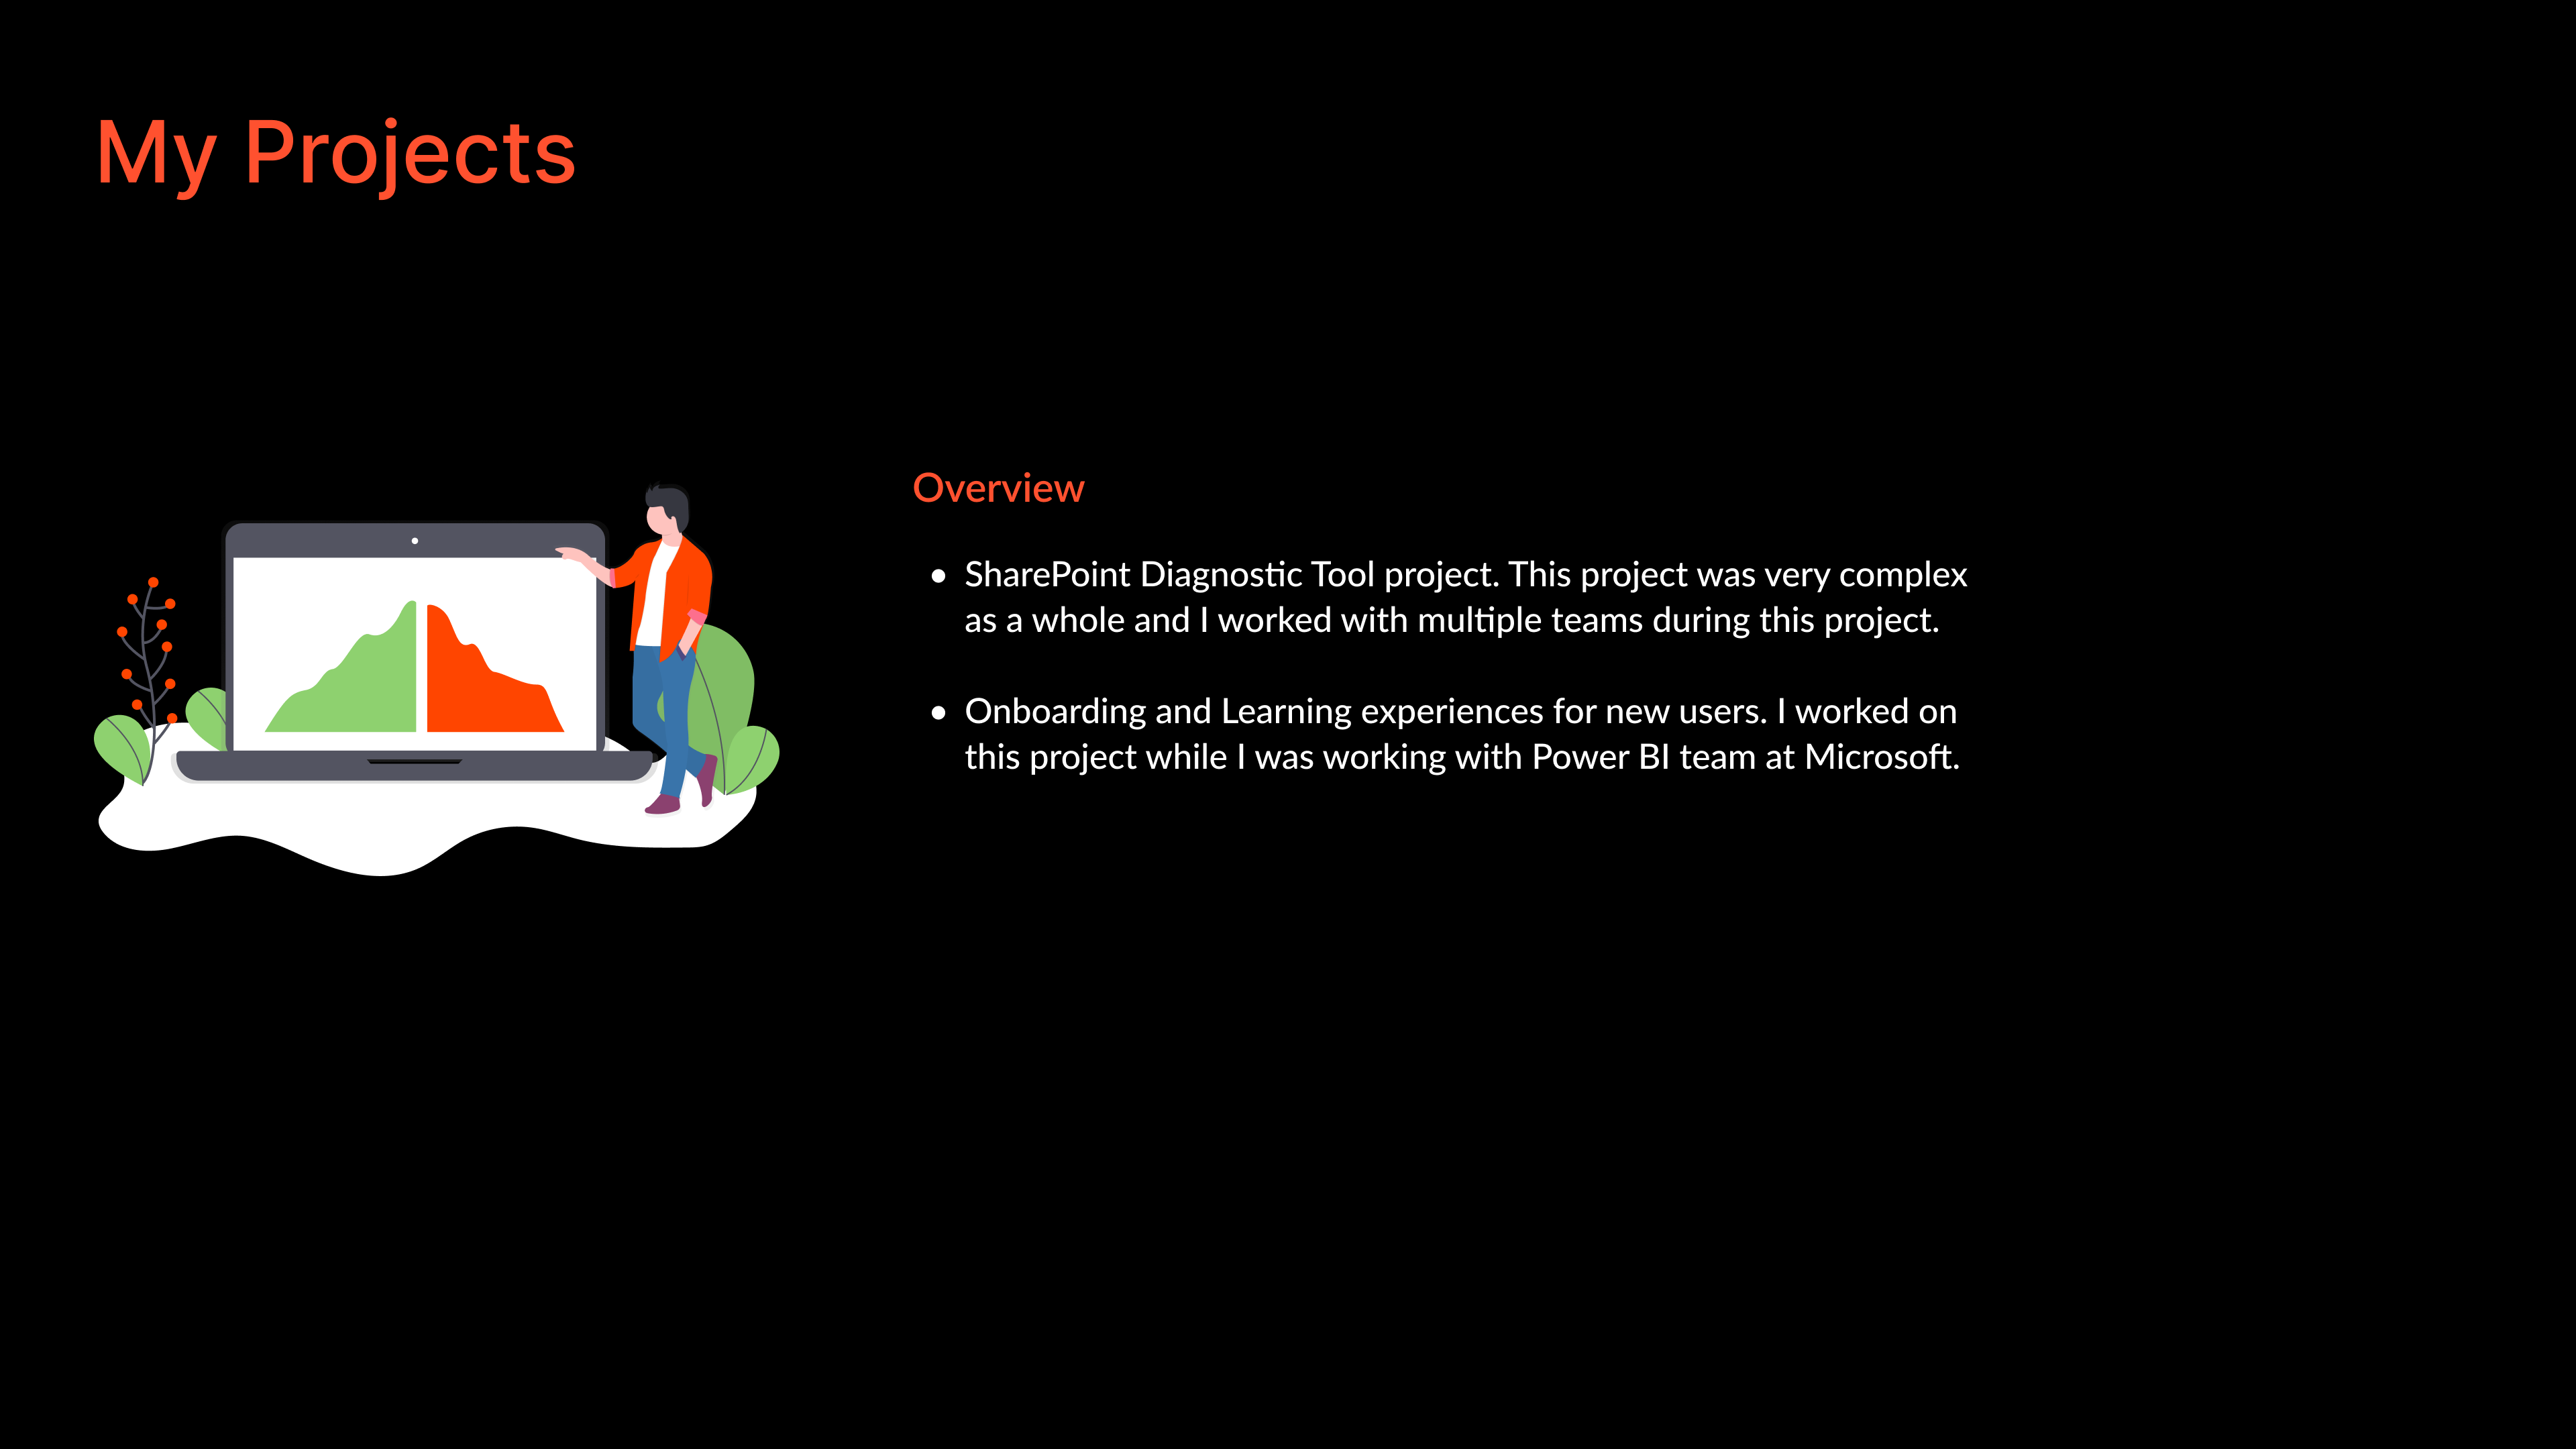 My Projects
Overview
• SharePoint Diagnostic Tool project. This project was very complex
as a whole and I worked with multiple teams during this project.
• Onboarding and Learning experiences for new users. I worked on
this project while I was working with Power BI team at Microsoft.